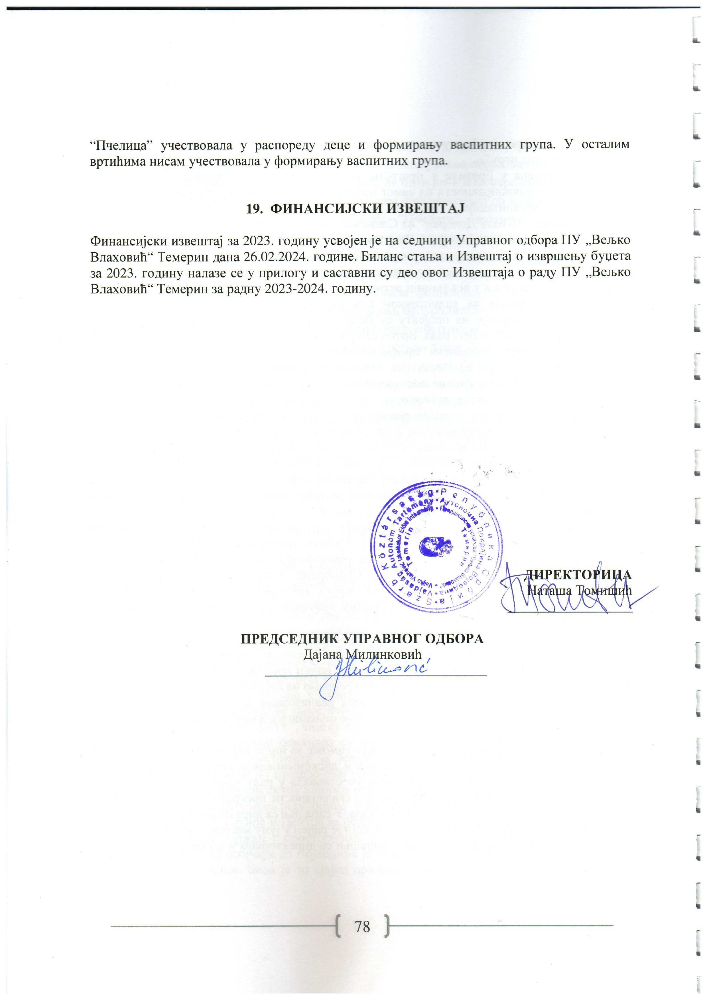 “Пчелица” учествовала у распореду деце и формирању васпитних група. У осталим
вртићима нисам учествовала у формирању васпитних група.
19. ФИНАНСИЈСКИ ИЗВЕШТАЈ
Финансијски извештај за 2023. годину усвојен је на седници Управног одбора ПУ „Вељко
Влаховић“ Темерин дана 26.02.2024. године. Биланс стања и Извештај о извршењу буџета
за 2023. годину налазе се у прилогу и саставни су део овог Извештаја о раду ПУ „Вељко
Влаховић“ Темерин за радну 2023-2024. годину.
Република Србија • Szerb Köztársaság •
Аутономна Покрајина Војводина • Vajdaság Autonóm Tartomány •
Предшколска установа "Вељко Влаховић" • Veljko Vlahović Iskoláskor Előtti Intézmény •
Темерин
Temerin
ДИРЕКТОРИЦА
Наташа Томишић
ПРЕДСЕДНИК УПРАВНОГ ОДБОРА
Дајана Милинковић
78